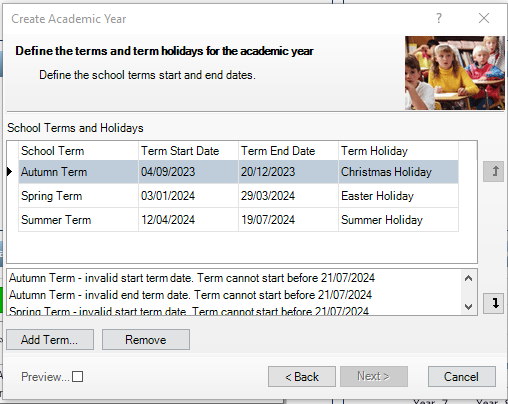 Create Academic Year
?
Define the terms and term holidays for the academic year
Define the school terms start and end dates.
School Terms and Holidays
School Term Term Start Date Term End Date Term Holiday
Autumn Term 04/09/2023 20/12/2023 Christmas Holiday
Spring Term 03/01/2024 29/03/2024 Easter Holiday
Summer Term 12/04/2024 19/07/2024 Summer Holiday
Autumn Term - invalid start term date. Term cannot start before 21/07/2024
Autumn Term - invalid end term date. Term cannot start before 21/07/2024
Spring Term - invalid start term date. Term cannot start before 21/07/2024
Add Term... Remove
Preview... < Back Next > Cancel
Year 7 Year